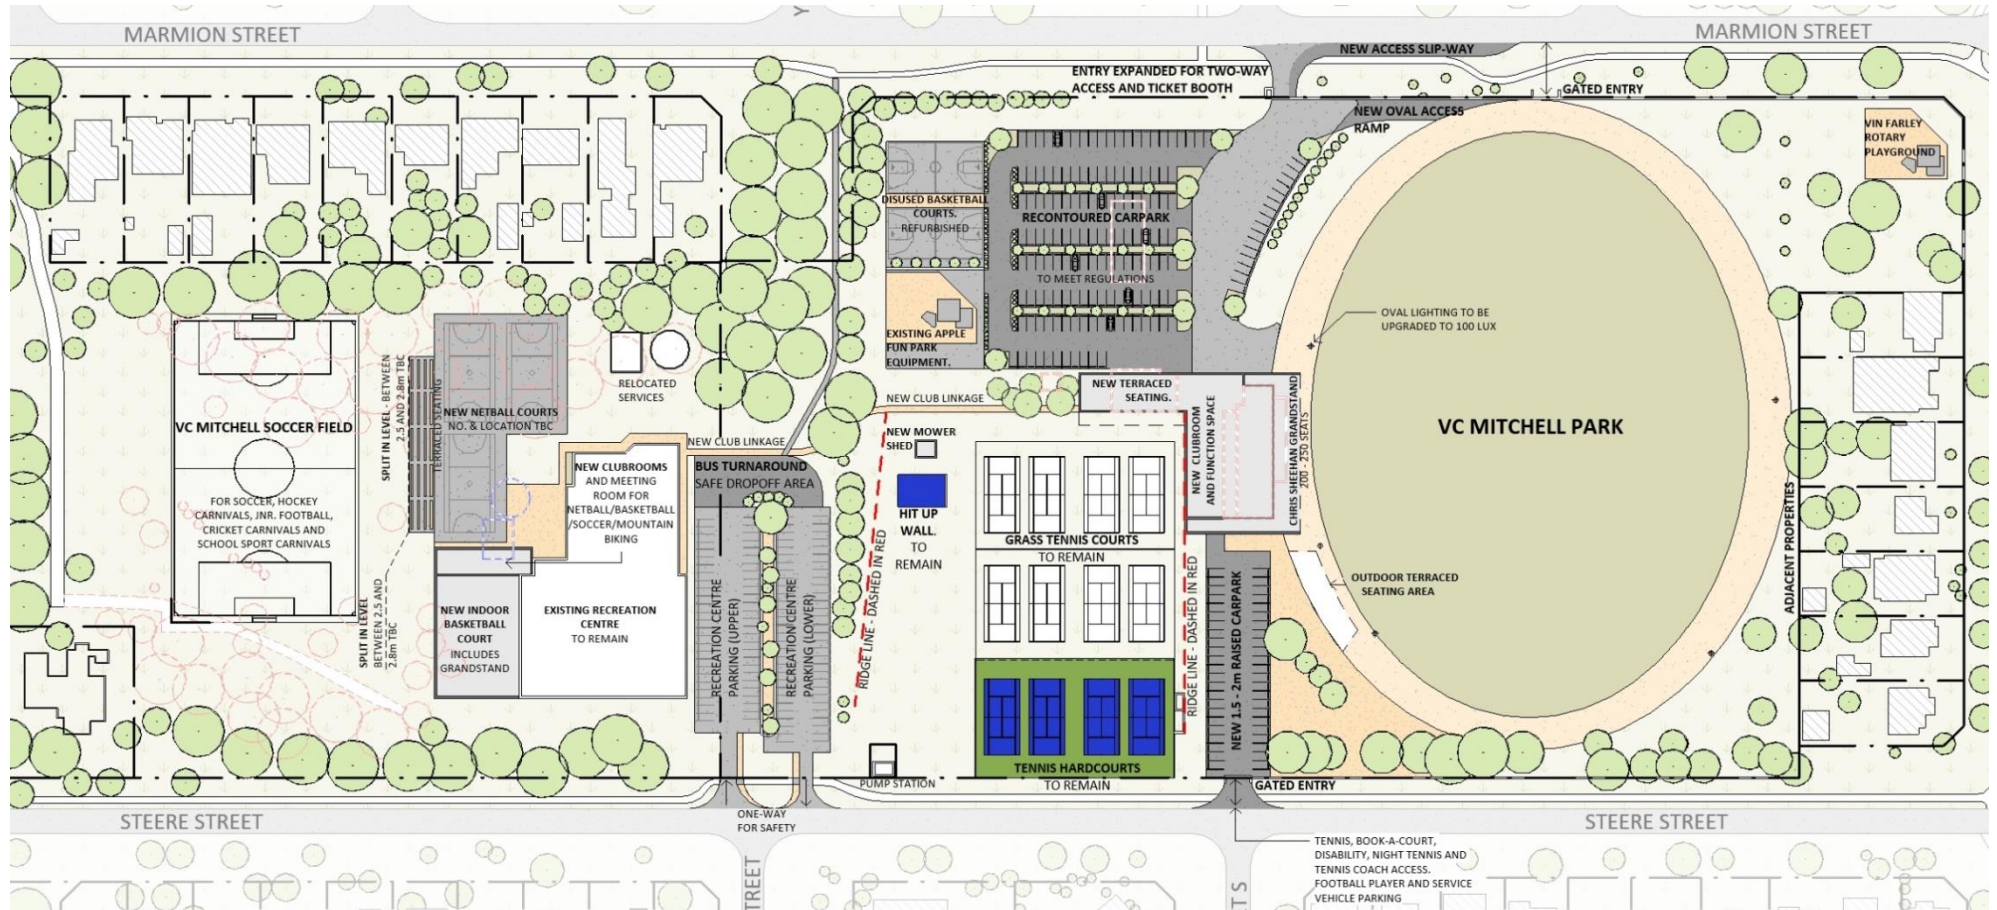 MARMION STREET
Y
NEW ACCESS SLIP-WAY
MARMION STREET
ENTRY EXPANDED FOR TWO-WAY
ACCESS AND TICKET BOOTH
GATED ENTRY
NEW OVAL ACCESS
RAMP
VIN FARLEY
ROTARY
PLAYGROUND
DISUSED BASKETBALL
COURTS.
REFURBISHED
RECONTOURED CARPARK
TO MEET REGULATIONS
OVAL LIGHTING TO BE
UPGRADED TO 100 LUX
EXISTING APPLE
FUN PARK
EQUIPMENT.
RELOCATED
SERVICES
SPLIT IN LEVEL - BETWEEN
2.5 AND 2.8m TBC
TERRACED SEATING
NEW NETBALL COURTS
NO. & LOCATION TBC
VC MITCHELL SOCCER FIELD
FOR SOCCER, HOCKEY
CARNIVALS, JNR. FOOTBALL,
CRICKET CARNIVALS AND
SCHOOL SPORT CARNIVALS
NEW CLUB LINKAGE
NEW CLUB LINKAGE
NEW TERRACED
SEATING.
NEW CLUBROOM
AND FUNCTION SPACE
CHRIS SHEEHAN GRANDSTAND
200 - 250 SEATS
VC MITCHELL PARK
NEW MOWER
SHED
BUS TURNAROUND
SAFE DROPOFF AREA
NEW CLUBROOMS
AND MEETING
ROOM FOR
NETBALL/BASKETBALL
/SOCCER/MOUNTAIN
BIKING
HIT UP
WALL.
TO
REMAIN
GRASS TENNIS COURTS
TO REMAIN
RIDGE LINE - DASHED IN RED
RIDGE LINE - DASHED IN RED
OUTDOOR TERRACED
SEATING AREA
ADJACENT PROPERTIES
SPLIT IN LEVEL
BETWEEN 2.5 AND
2.8m TBC
NEW INDOOR
BASKETBALL
COURT
INCLUDES
GRANDSTAND
EXISTING RECREATION
CENTRE
TO REMAIN
RECREATION CENTRE
PARKING (UPPER)
RECREATION CENTRE
PARKING (LOWER)
NEW 1.5 - 2m RAISED CARPARK
TENNIS HARDCOURTS
TO REMAIN
PUMP STATION
GATED ENTRY
ONE-WAY
FOR SAFETY
STEERE STREET
STEERE STREET
TREET
TS
TENNIS, BOOK-A-COURT,
DISABILITY, NIGHT TENNIS AND
TENNIS COACH ACCESS.
FOOTBALL PLAYER AND SERVICE
VEHICLE PARKING